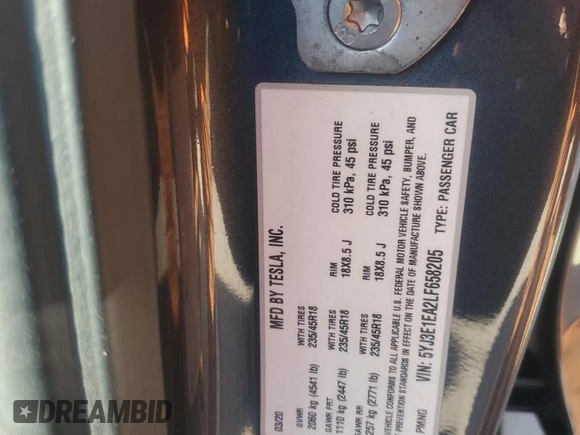 MFD BY TESLA, INC.
03/20
GVWR WITH TIRES RIM COLD TIRE PRESSURE
2060 kg (4541 lb) 235/45R18 18X8.5 J 310 kPa, 45 psi
GAWR FRT WITH TIRES RIM COLD TIRE PRESSURE
1110 kg (2447 lb) 235/45R18 18X8.5 J 310 kPa, 45 psi
GAWR RR WITH TIRES
257 kg (2771 lb) 235/45R18
VEHICLE CONFORMS TO ALL APPLICABLE U.S. FEDERAL MOTOR VEHICLE SAFETY, BUMPER, AND
PREVENTION STANDARDS IN EFFECT ON THE DATE OF MANUFACTURE SHOWN ABOVE.
PMNG VIN: 5YJ3E1EA2LF658205 TYPE: PASSENGER CAR
DREAMBID